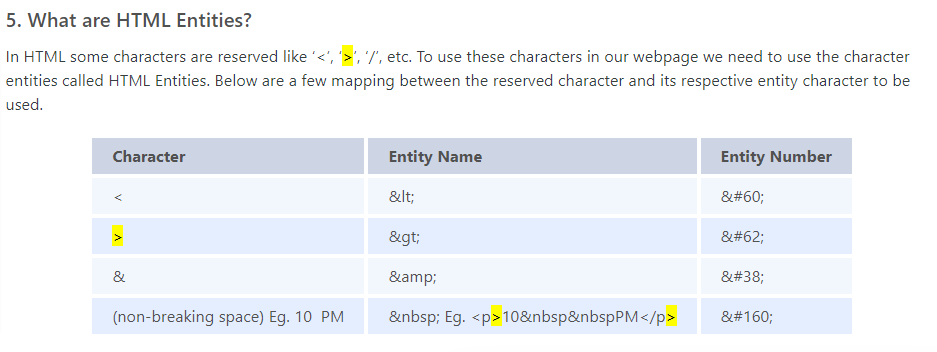 5. What are HTML Entities?
In HTML some characters are reserved like ‘<’, ‘>’, ‘/’, etc. To use these characters in our webpage we need to use the character
entities called HTML Entities. Below are a few mapping between the reserved character and its respective entity character to be
used.
Character Entity Name Entity Number
< &lt; &#60;
> &gt; &#62;
& &amp; &#38;
(non-breaking space) Eg. 10  PM &nbsp; Eg. <p>10&nbsp&nbspPM</p> &#160;